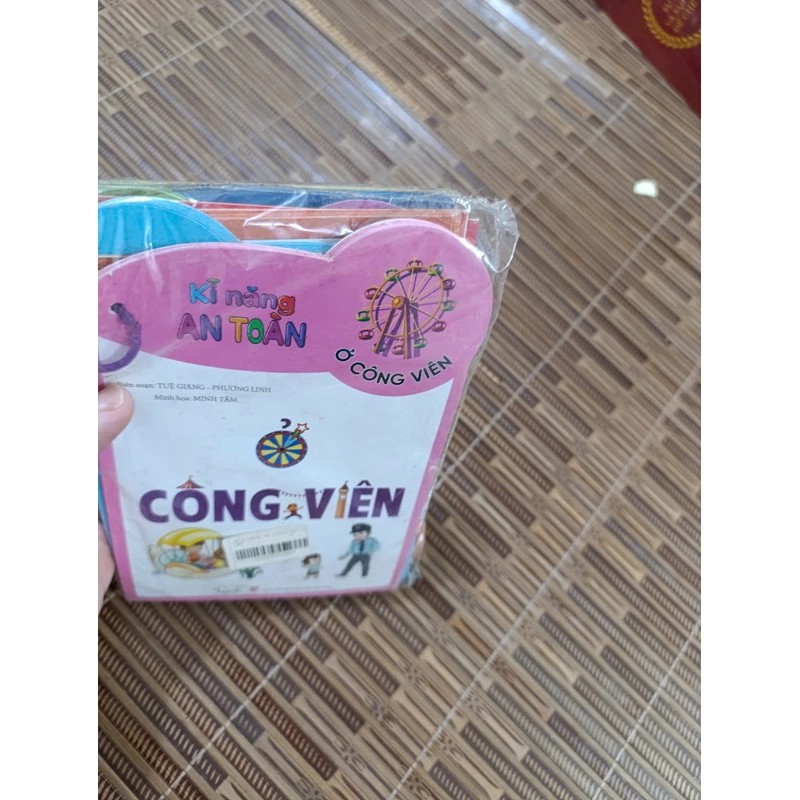 Kĩ năng
AN TOÀN
Ở CÔNG VIÊN
Biên soạn: TUỆ GIANG - PHƯƠNG LINH
Minh họa: MINH TÂM
Ở
CÔNG VIÊN